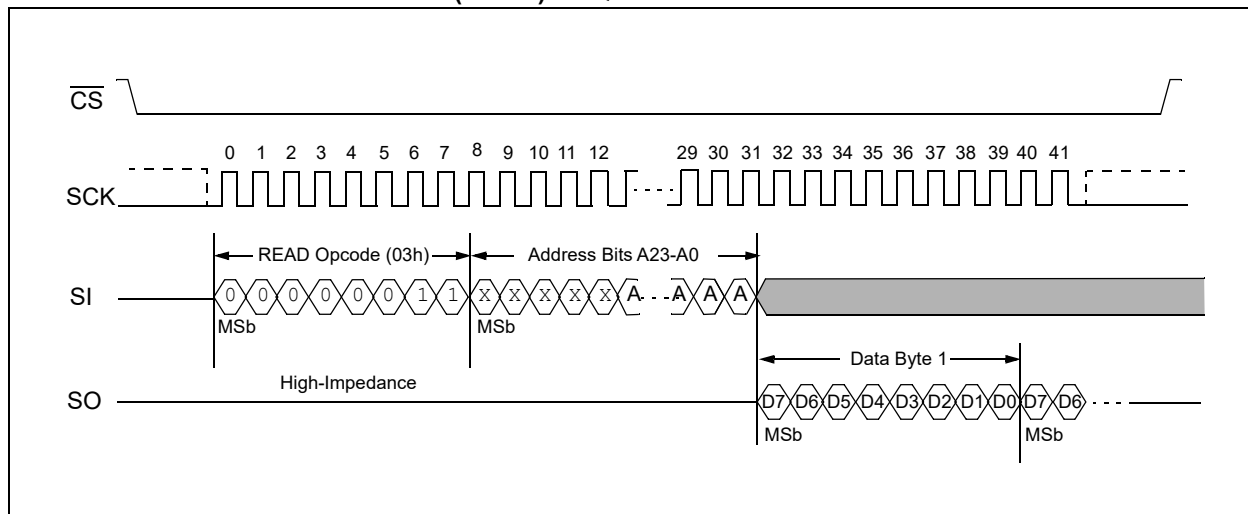 CS
0 1 2 3 4 5 6 7 8 9 10 11 12 29 30 31 32 33 34 35 36 37 38 39 40 41
SCK
READ Opcode (03h) Address Bits A23-A0
SI 0 0 0 0 0 0 1 1 X X X X X A A A A
MSb MSb
Data Byte 1
High-Impedance
SO D7 D6 D5 D4 D3 D2 D1 D0 D7 D6
MSb MSb